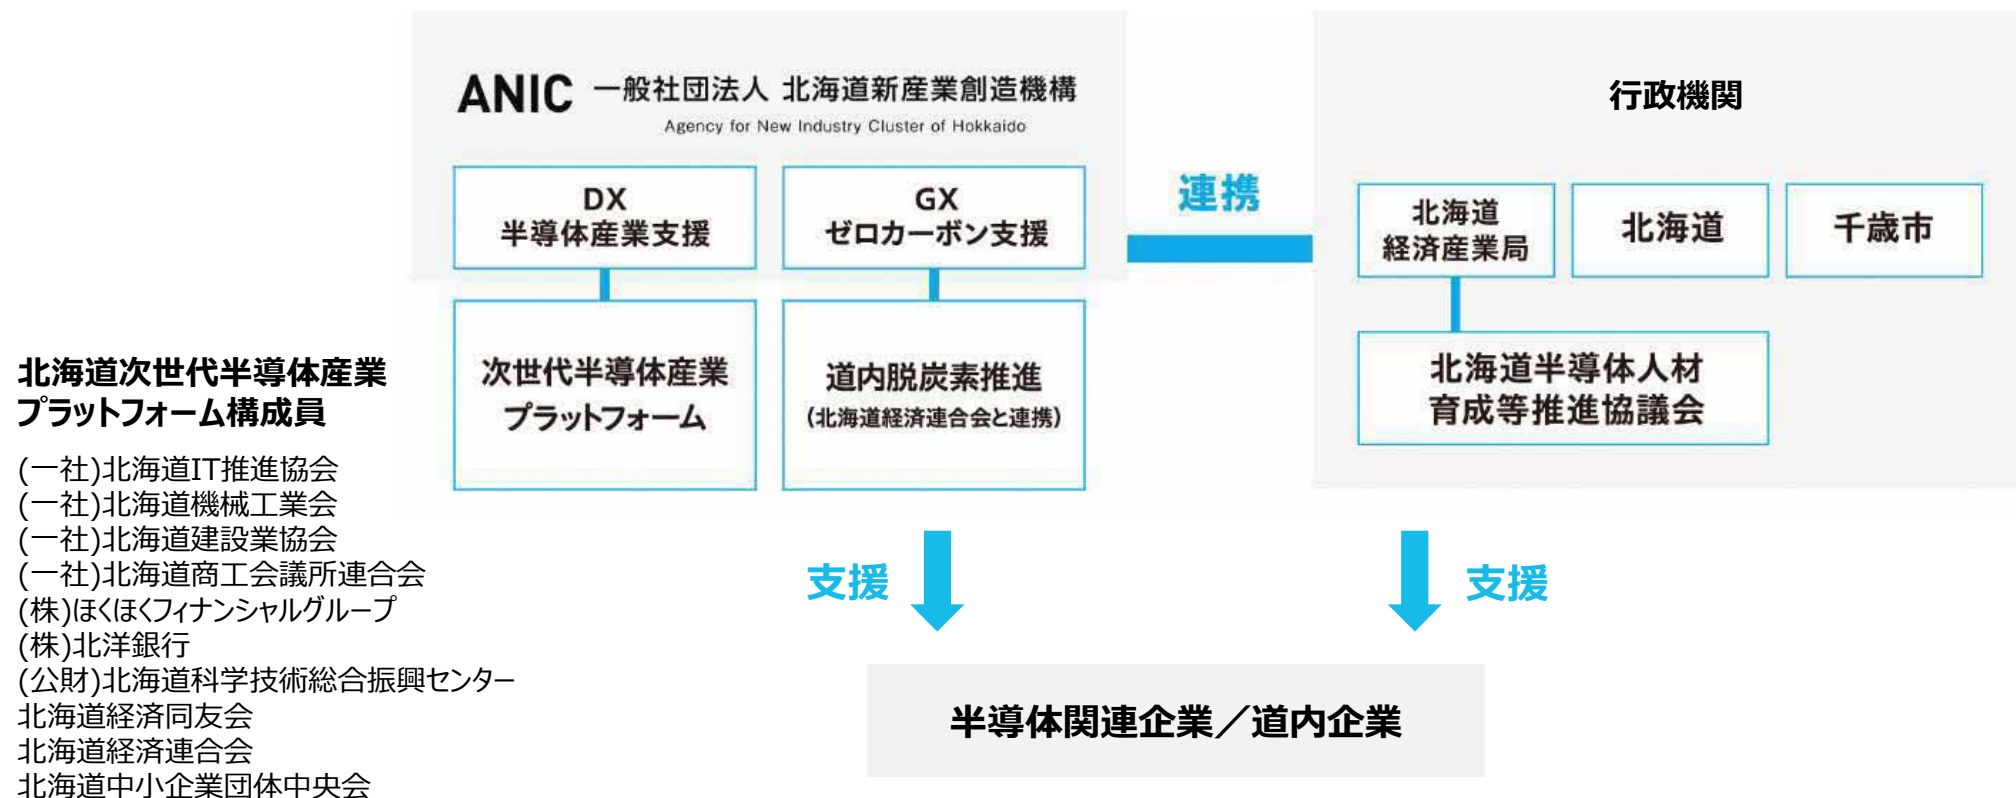 ANIC 一般社団法人 北海道新産業創造機構
Agency for New Industry Cluster of Hokkaido
DX
半導体産業支援
GX
ゼロカーボン支援
次世代半導体産業
プラットフォーム
道内脱炭素推進
(北海道経済連合会と連携)
連携
行政機関
北海道
経済産業局
北海道
千歳市
北海道半導体人材
育成等推進協議会
北海道次世代半導体産業
プラットフォーム構成員
(一社)北海道IT推進協会
(一社)北海道機械工業会
(一社)北海道建設業協会
(一社)北海道商工会議所連合会
(株)ほくほくフィナンシャルグループ
(株)北洋銀行
(公財)北海道科学技術総合振興センター
北海道経済同友会
北海道経済連合会
北海道中小企業団体中央会
支援
支援
半導体関連企業／道内企業